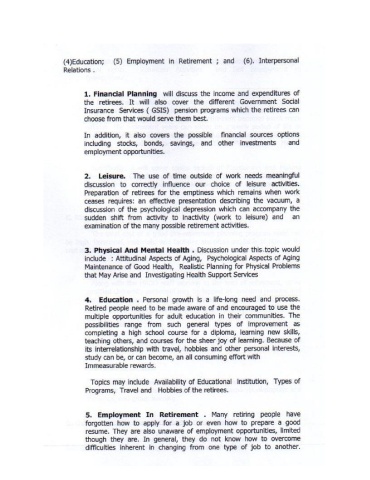 (4)Education; (5) Employment in Retirement ; and (6). Interpersonal
Relations .
1. Financial Planning will discuss the income and expenditures of
the retirees. It will also cover the different Government Social
Insurance Services ( GSIS) pension programs which the retirees can
choose from that would serve them best.
In addition, it also covers the possible financial sources options
including stocks, bonds, savings, and other investments and
employment opportunities.
2. Leisure. The use of time outside of work needs meaningful
discussion to correctly influence our choice of leisure activities.
Preparation of retirees for the emptiness which remains when work
ceases requires: an effective presentation describing the vacuum, a
discussion of the psychological depression which can accompany the
sudden shift from activity to inactivity (work to leisure) and an
examination of the many possible retirement activities.
3. Physical And Mental Health . Discussion under this topic would
include : Attitudinal Aspects of Aging, Psychological Aspects of Aging
Maintenance of Good Health, Realistic Planning for Physical Problems
that May Arise and Investigating Health Support Services
4. Education . Personal growth is a life-long need and process.
Retired people need to be made aware of and encouraged to use the
multiple opportunities for adult education in their communities. The
possibilities range from such general types of improvement as
completing a high school course for a diploma, learning new skills,
teaching others, and courses for the sheer joy of learning. Because of
its interrelationship with travel, hobbies and other personal interests,
study can be, or can become, an all consuming effort with
Immeasurable rewards.
Topics may include Availability of Educational institution, Types of
Programs, Travel and Hobbies of the retirees.
5. Employment In Retirement . Many retiring people have
forgotten how to apply for a job or even how to prepare a good
resume. They are also unaware of employment opportunities, limited
though they are. In general, they do not know how to overcome
difficulties inherent in changing from one type of job to another.